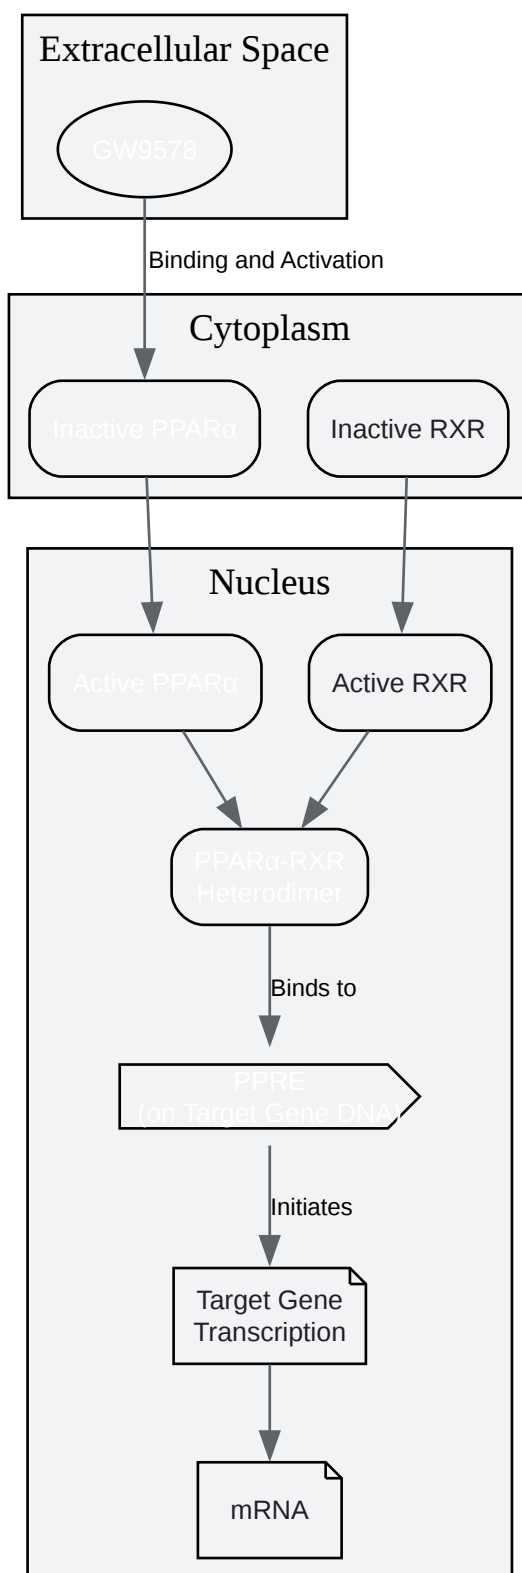 Extracellular Space
GW9578
Binding and Activation
Cytoplasm
Inactive PPARα
Inactive RXR
Nucleus
Active PPARα
Active RXR
PPARα-RXR
Heterodimer
Binds to
PPRE
(on Target Gene DNA)
Initiates
Target Gene
Transcription
mRNA